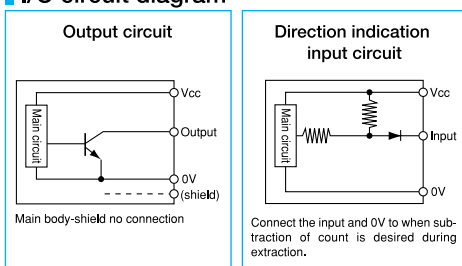 Output circuit
Vcc
Main circuit
Output
0V
(shield)
Main body-shield no connection
Direction indication
input circuit
Vcc
Main circuit
Input
0V
Connect the input and 0V to when sub-
traction of count is desired during
extraction.